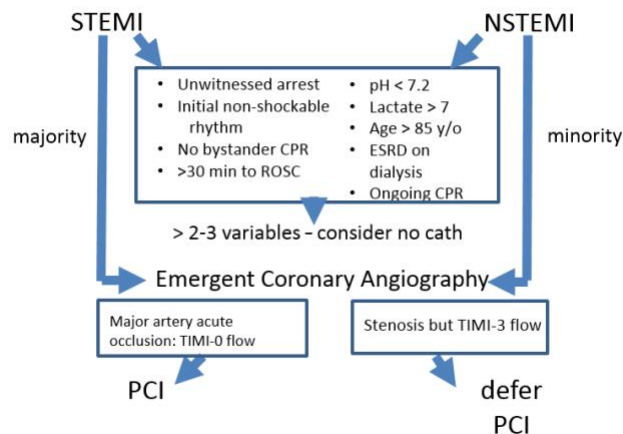 STEMI
NSTEMI
• Unwitnessed arrest
• Initial non-shockable
rhythm
• No bystander CPR
• >30 min to ROSC
• pH < 7.2
• Lactate > 7
• Age > 85 y/o
• ESRD on
dialysis
• Ongoing CPR
majority
minority
> 2-3 variables – consider no cath
Emergent Coronary Angiography
Major artery acute
occlusion: TIMI-0 flow
Stenosis but TIMI-3 flow
PCI
defer
PCI